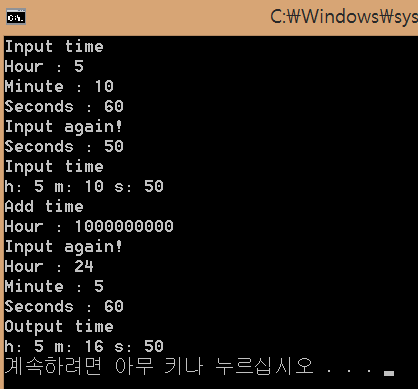 C:₩Windows₩sys
Input time
Hour : 5
Minute : 10
Seconds : 60
Input again!
Seconds : 50
Input time
h: 5 m: 10 s: 50
Add time
Hour : 1000000000
Input again!
Hour : 24
Minute : 5
Seconds : 60
Output time
h: 5 m: 16 s: 50
계속하려면 아무 키나 누르십시오 . . .